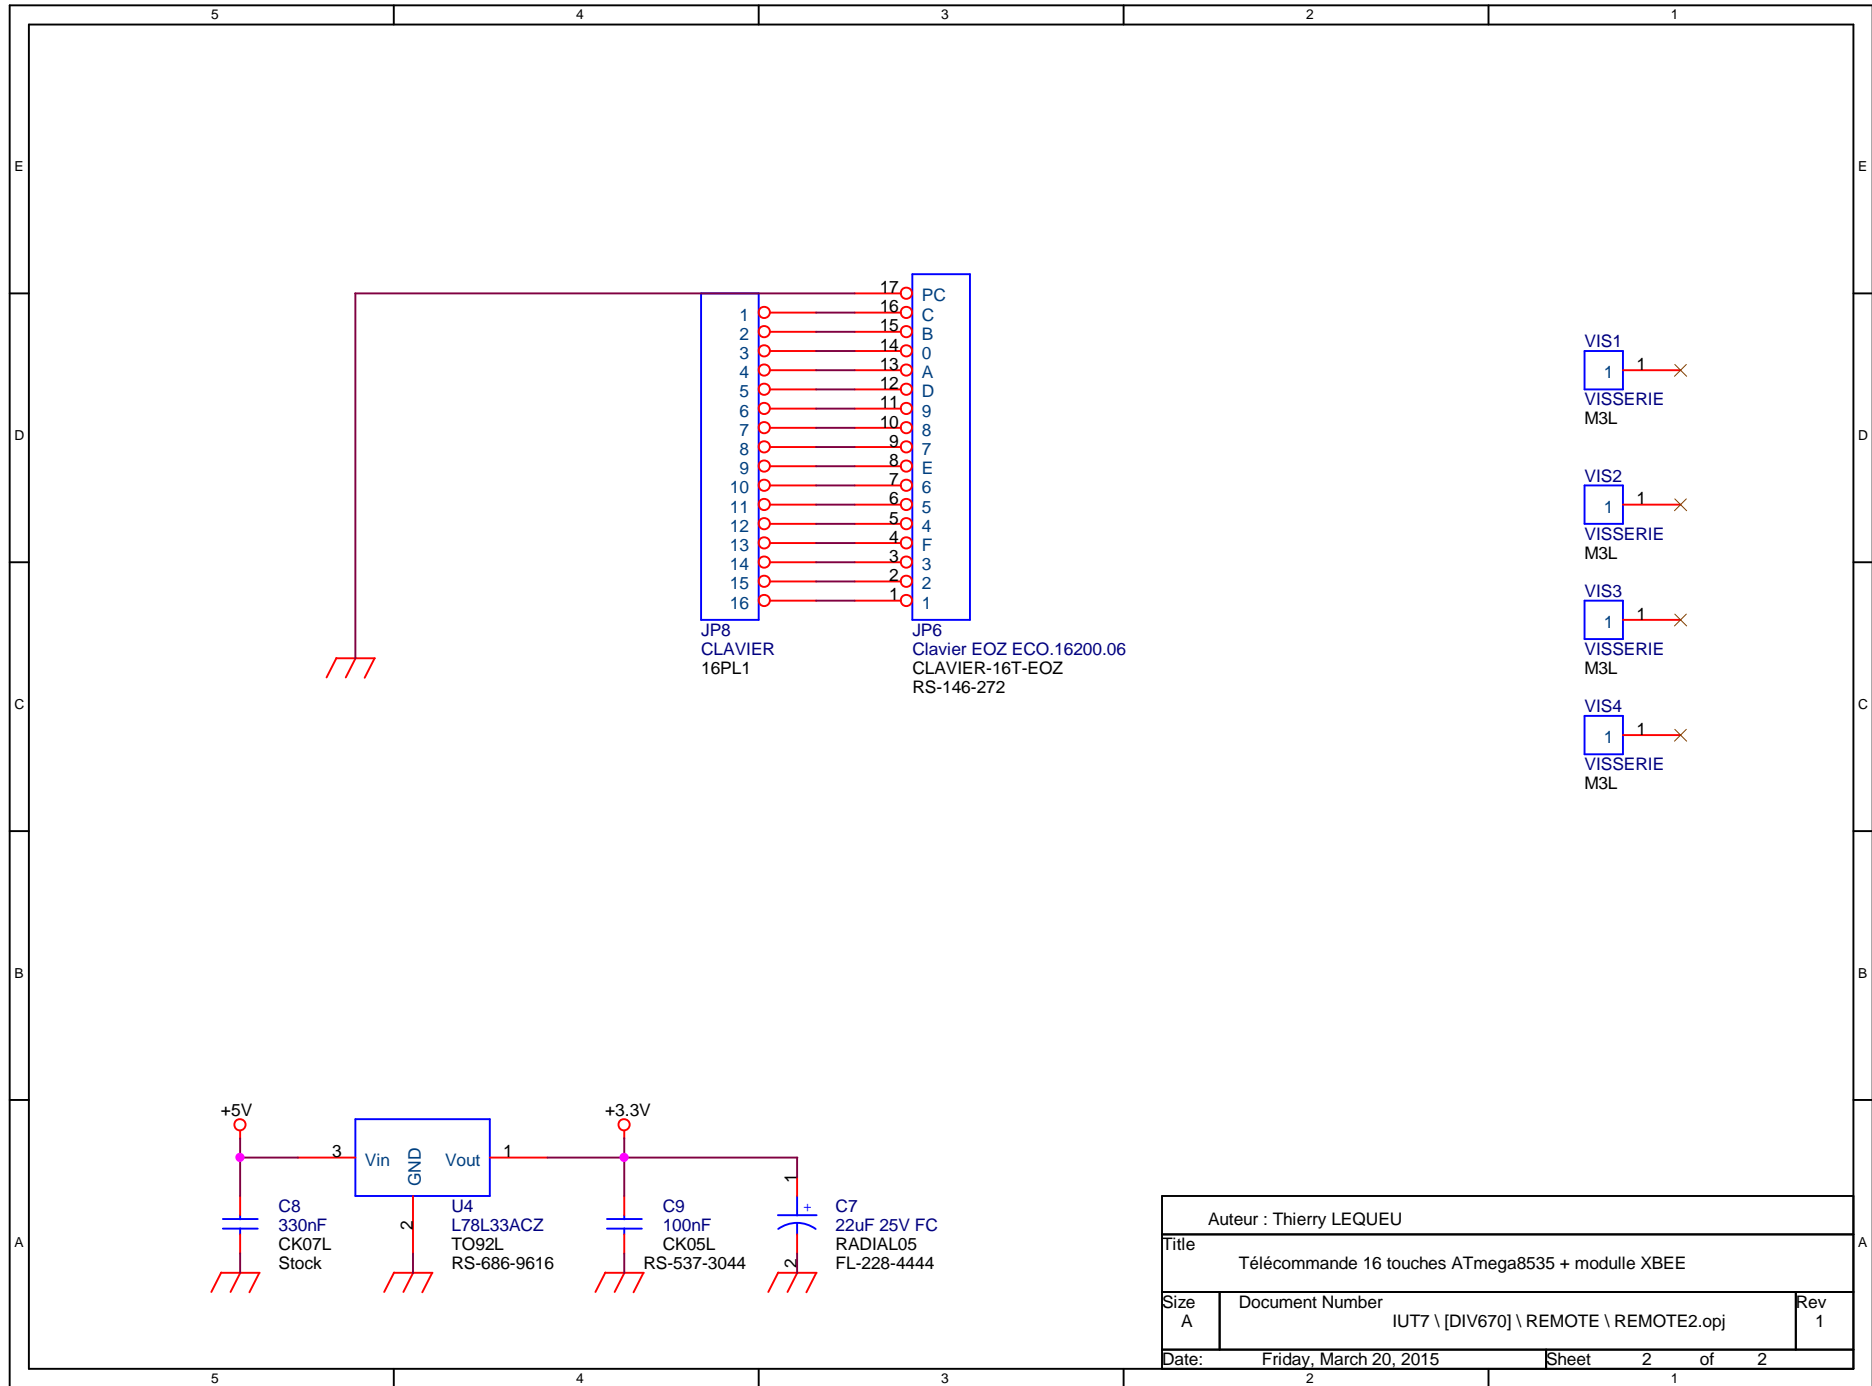 5 4 3 2 1
E E
D D
C C
B B
A A
17 PC
16 C
15 B
14 0
13 A
12 D
11 9
10 8
9 7
8 E
7 6
6 5
5 4
4 F
3 3
2 2
1 1
1
2
3
4
5
6
7
8
9
10
11
12
13
14
15
16
JP8
CLAVIER
16PL1
JP6
Clavier EOZ ECO.16200.06
CLAVIER-16T-EOZ
RS-146-272
VIS1
1 1
VISSERIE
M3L
VIS2
1 1
VISSERIE
M3L
VIS3
1 1
VISSERIE
M3L
VIS4
1 1
VISSERIE
M3L
+5V
3 Vin GND Vout 1
2
+3.3V
C8
330nF
CK07L
Stock
U4
L78L33ACZ
TO92L
RS-686-9616
C9
100nF
CK05L
RS-537-3044
1
+
2
C7
22uF 25V FC
RADIAL05
FL-228-4444
Auteur : Thierry LEQUEU
Title
Télécommande 16 touches ATmega8535 + modulle XBEE
Size Document Number Rev
A IUT7 \ [DIV670] \ REMOTE \ REMOTE2.opj 1
Date: Friday, March 20, 2015 Sheet 2 of 2
5 4 3 2 1